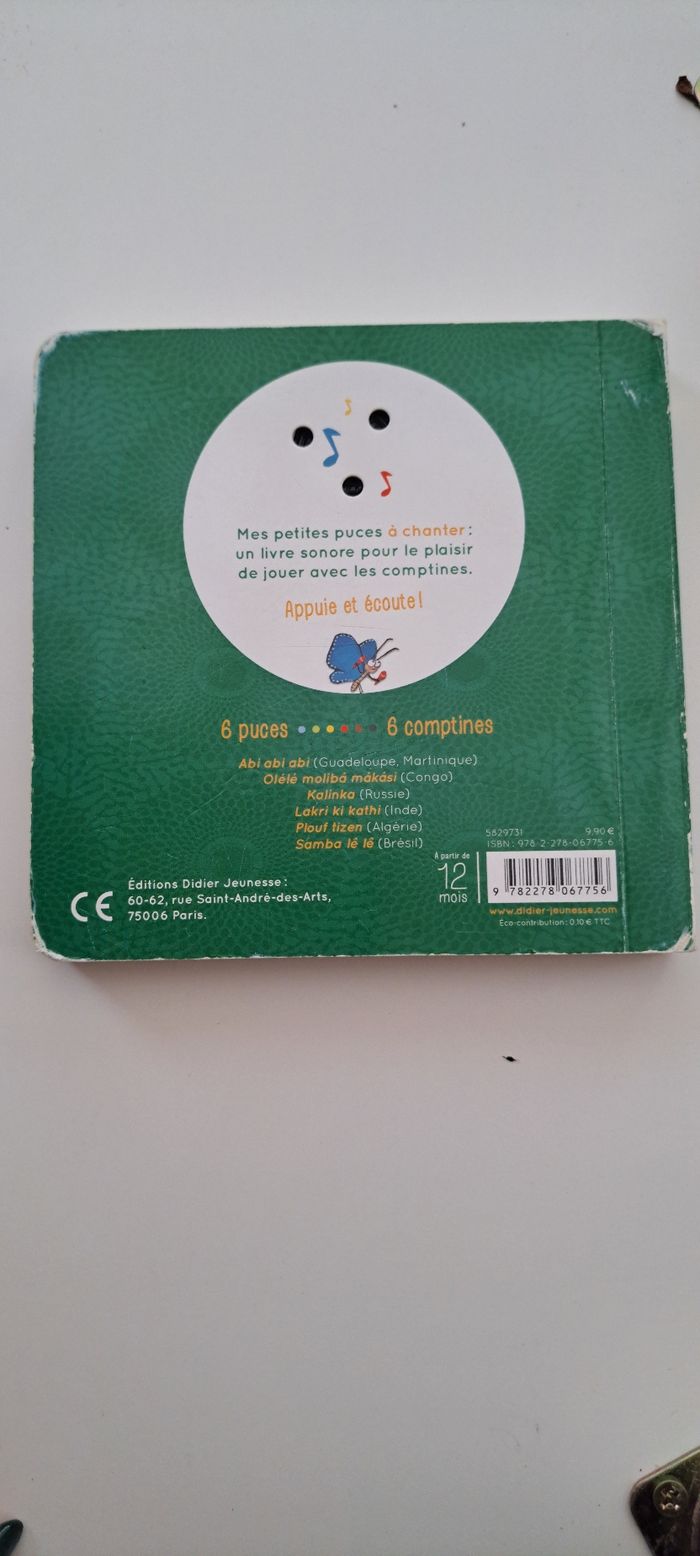 Mes petites puces à chanter :
un livre sonore pour le plaisir
de jouer avec les comptines.
Appuie et écoute !
6 puces 6 comptines
Abi abi abi (Guadeloupe, Martinique)
Olélé molibá mákási (Congo)
Kalinka (Russie)
Lakri ki kathi (Inde)
Plouf tizen (Algérie)
Samba lê lê (Brésil)
CE
Éditions Didier Jeunesse :
60-62, rue Saint-André-des-Arts,
75006 Paris.
À partir de
12
mois
5829731 9,90 €
ISBN : 978-2-278-06775-6
9 782278 067756
www.didier-jeunesse.com
Éco-contribution : 0,10 € TTC